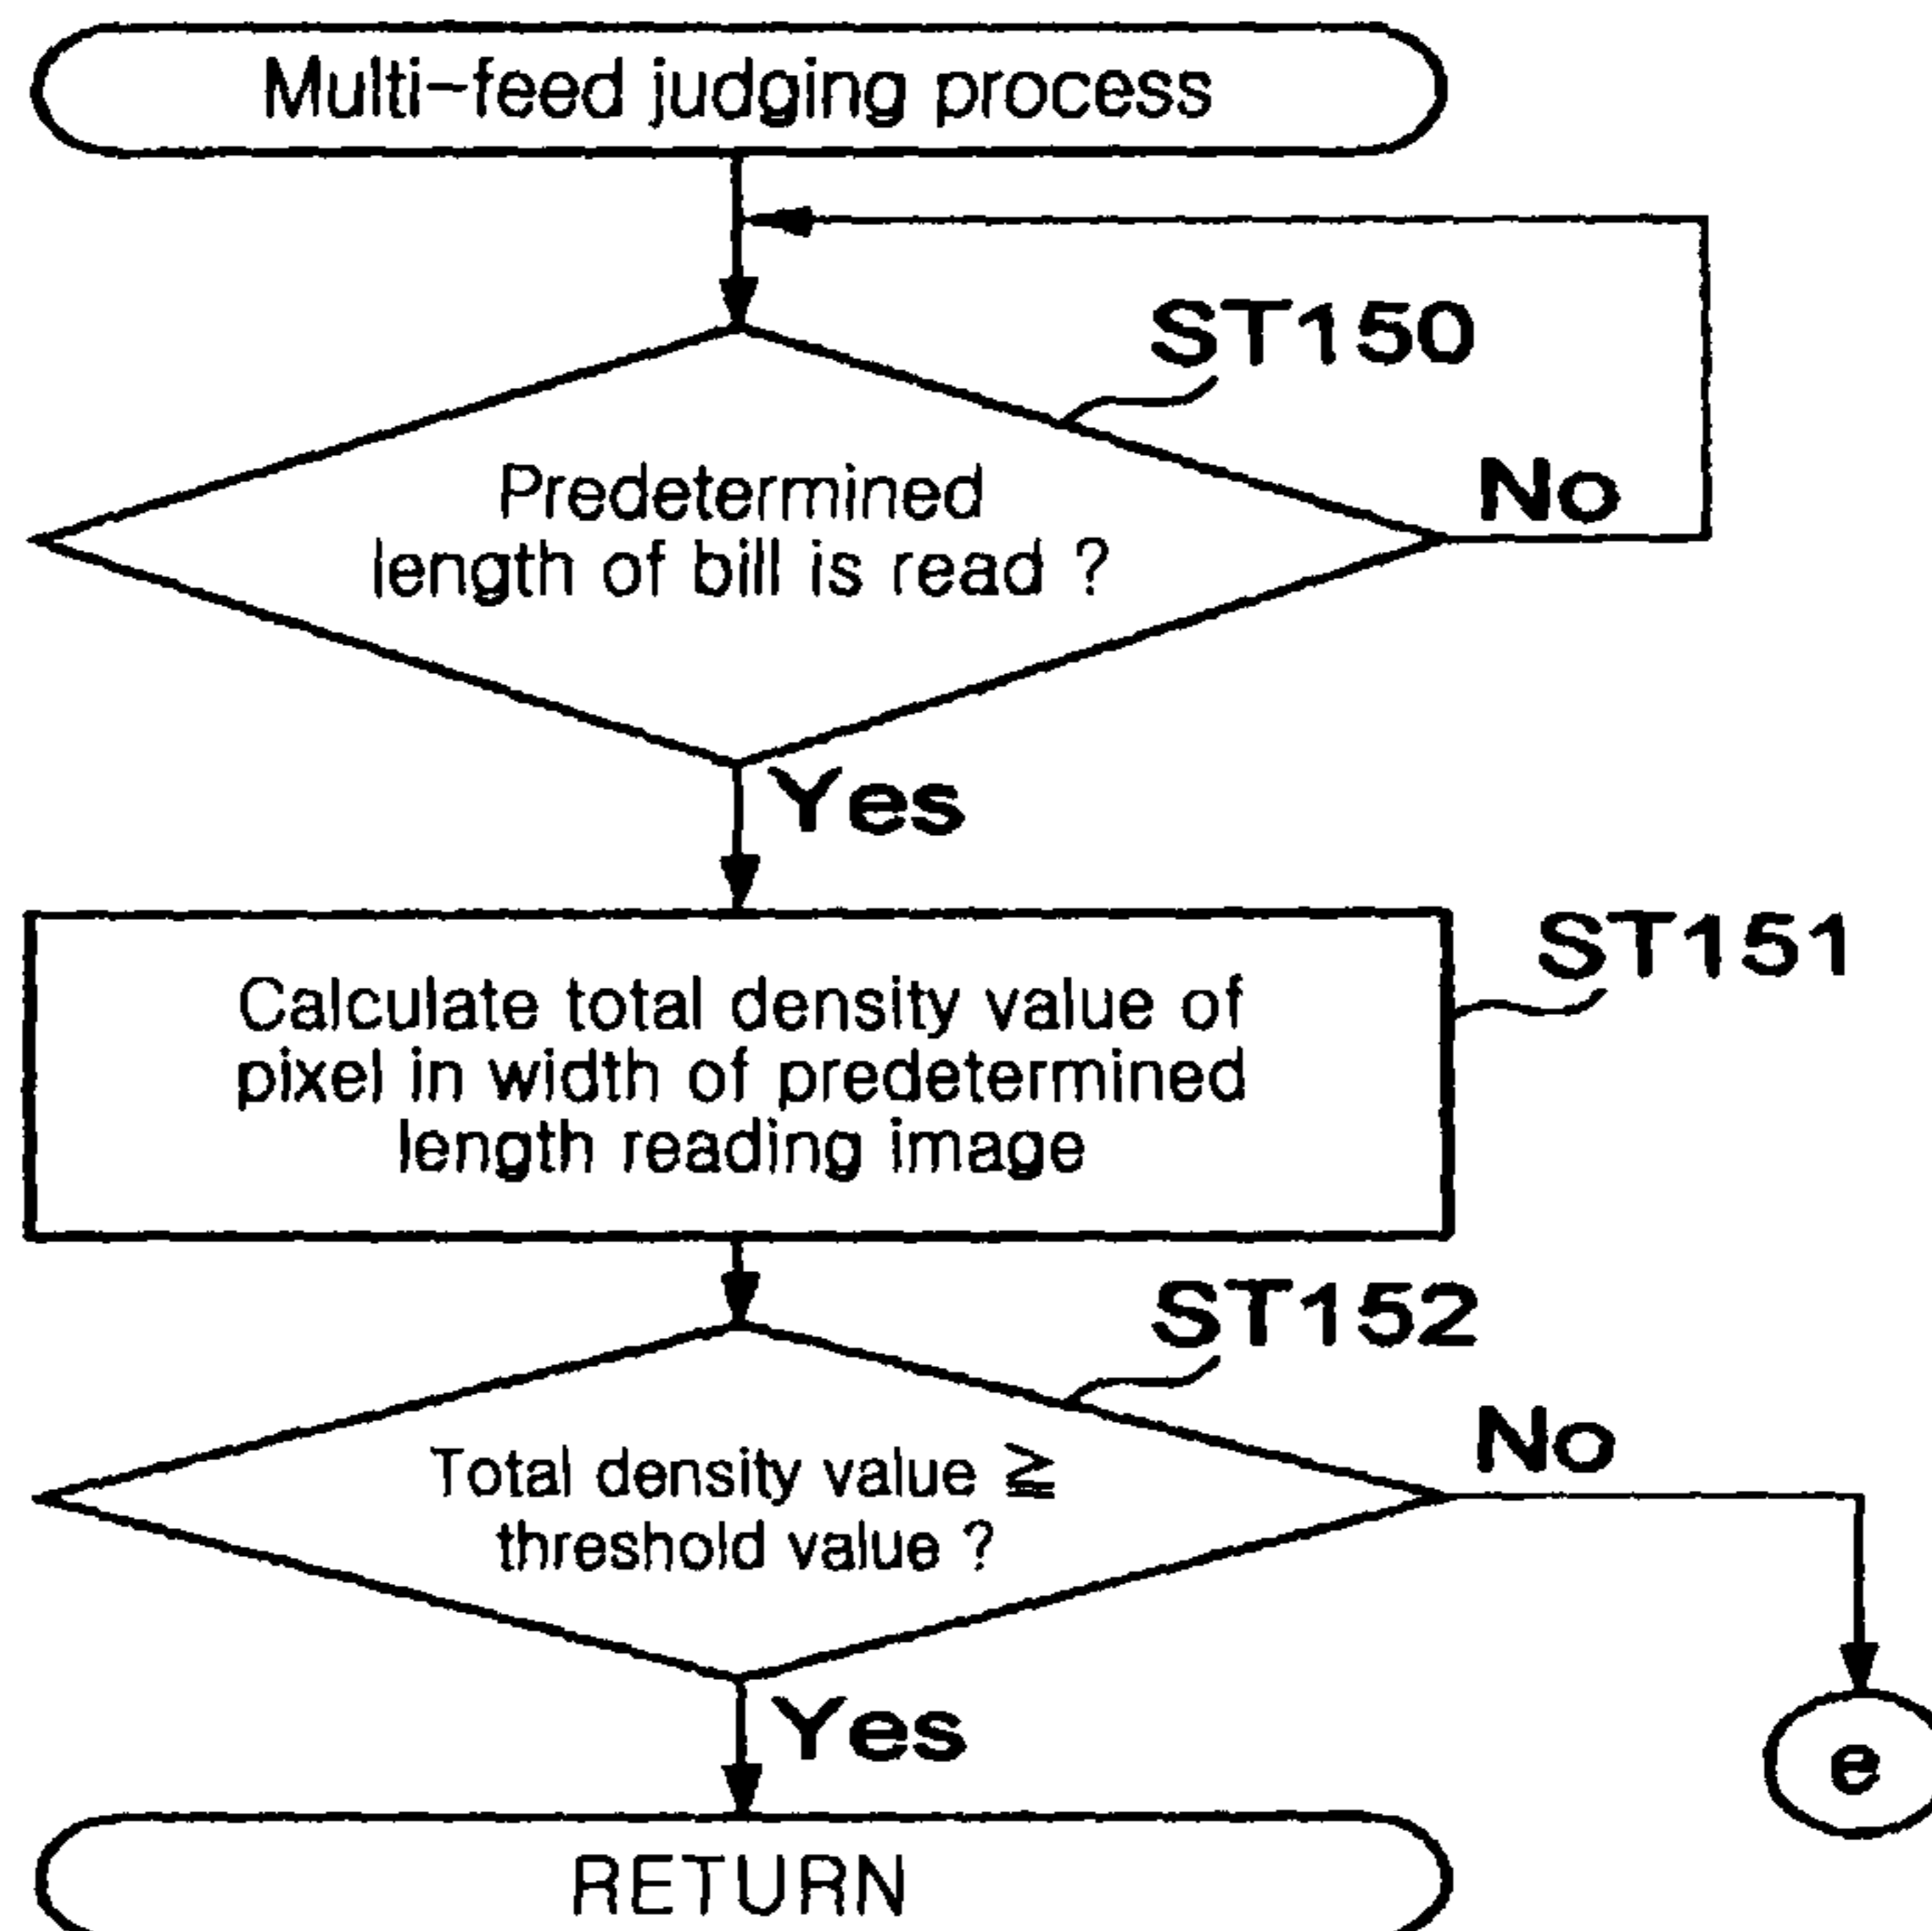 Multi-feed judging process
ST150
Predetermined
length of bill is read ?
No
Yes
ST151
Calculate total density value of
pixel in width of predetermined
length reading image
ST152
Total density value ≧
threshold value ?
No
Yes
e
RETURN